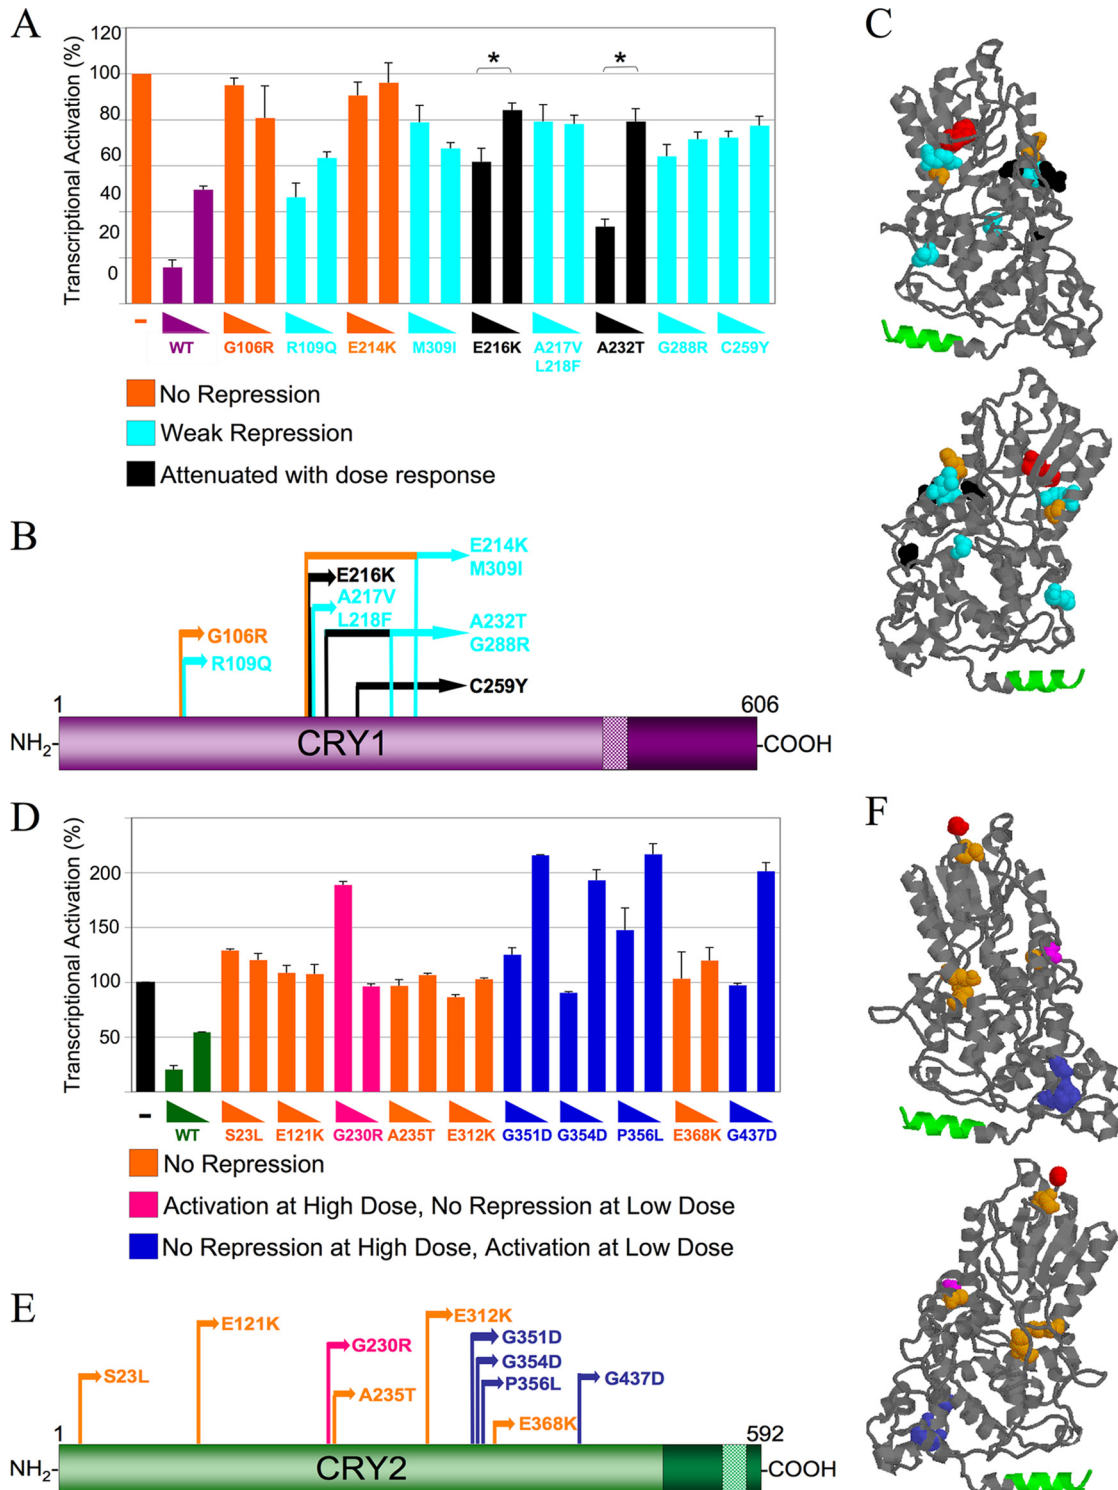 A
Transcriptional Activation (%)
120
100
80
60
40
20
0
* *
-
WT G106R R109Q E214K M309I E216K A217V A232T G288R C259Y
L218F
No Repression
Weak Repression
Attenuated with dose response
B
E214K
M309I
E216K
A217V
L218F
A232T
G288R
G106R
R109Q
C259Y
1 606
NH2- CRY1 -COOH
C
D
Transcriptional Activation (%)
200
150
100
50
-
WT S23L E121K G230R A235T E312K G351D G354D P356L E368K G437D
No Repression
Activation at High Dose, No Repression at Low Dose
No Repression at High Dose, Activation at Low Dose
E
E312K
E121K
G351D
G230R
G354D
S23L
P356L
G437D
A235T
E368K
1 592
NH2- CRY2 -COOH
F